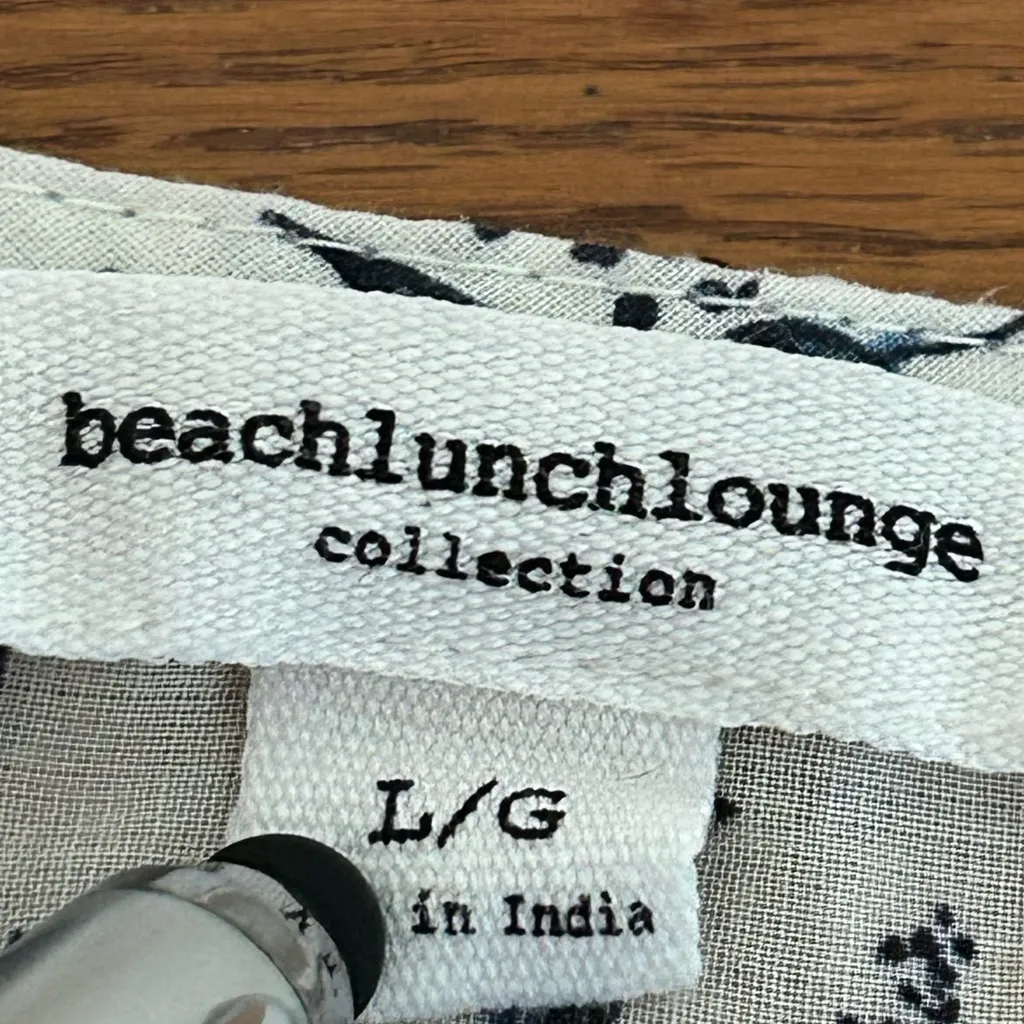 beachlunchlounge
collection
L/G
in India